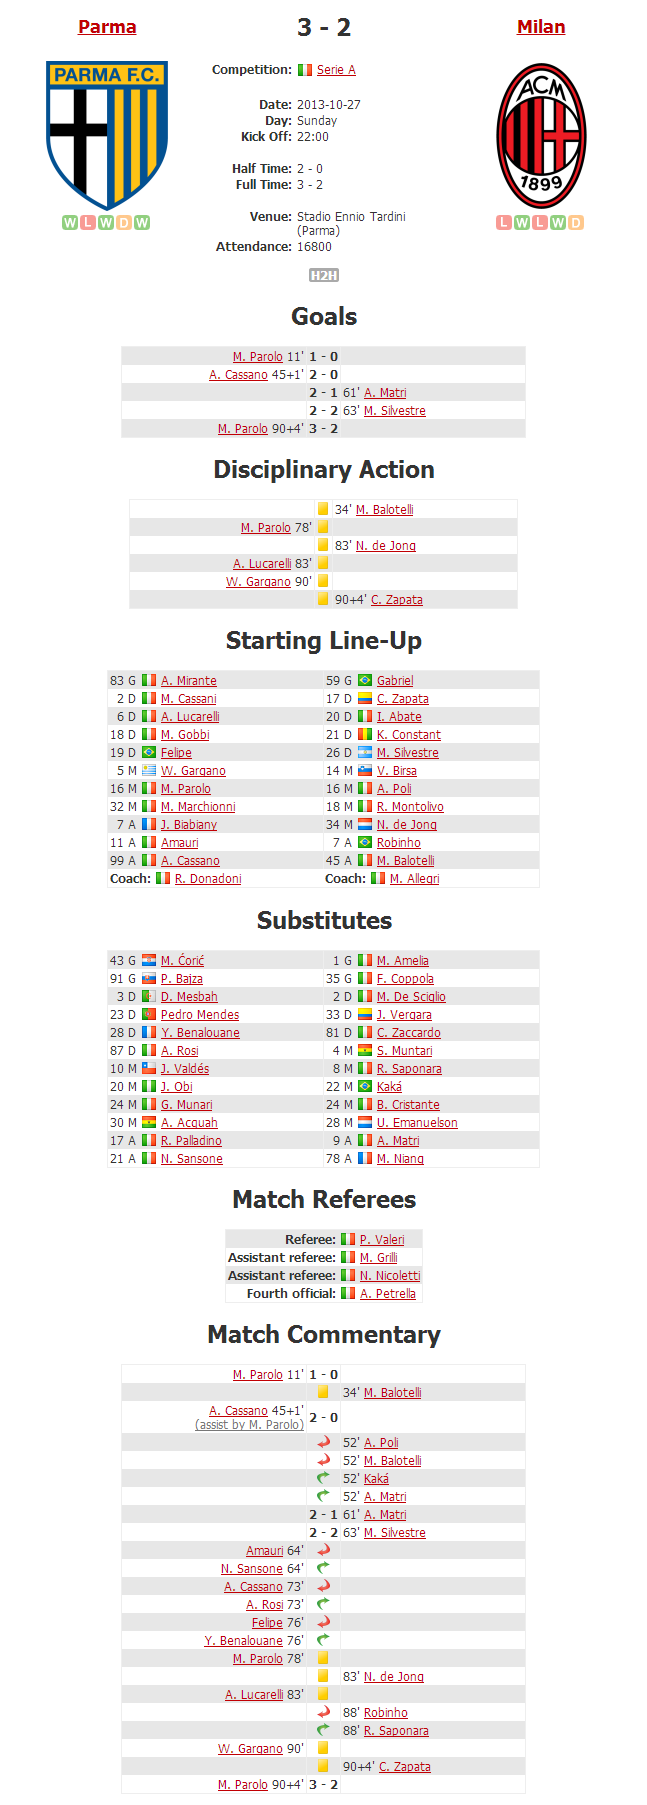 Parma 3 - 2 Milan
PARMA F.C.
ACM
1899
Competition: Serie A
Date: 2013-10-27
Day: Sunday
Kick Off: 22:00
Half Time: 2 - 0
Full Time: 3 - 2
Venue: Stadio Ennio Tardini
(Parma)
Attendance: 16800
W L W D W
L W L W D
H2H
Goals
M. Parolo 11' 1 - 0
A. Cassano 45+1' 2 - 0
2 - 1 61' A. Matri
2 - 2 63' M. Silvestre
M. Parolo 90+4' 3 - 2
Disciplinary Action
34' M. Balotelli
M. Parolo 78'
83' N. de Jong
A. Lucarelli 83'
W. Gargano 90'
90+4' C. Zapata
Starting Line-Up
83 G A. Mirante 59 G Gabriel
2 D M. Cassani 17 D C. Zapata
6 D A. Lucarelli 20 D I. Abate
18 D M. Gobbi 21 D K. Constant
19 D Felipe 26 D M. Silvestre
5 M W. Gargano 14 M V. Birsa
16 M M. Parolo 16 M A. Poli
32 M M. Marchionni 18 M R. Montolivo
7 A J. Biabiany 34 M N. de Jong
11 A Amauri 7 A Robinho
99 A A. Cassano 45 A M. Balotelli
Coach: R. Donadoni Coach: M. Allegri
Substitutes
43 G M. Ćorić 1 G M. Amelia
91 G P. Bajza 35 G F. Coppola
3 D D. Mesbah 2 D M. De Sciglio
23 D Pedro Mendes 33 D J. Vergara
28 D Y. Benalouane 81 D C. Zaccardo
87 D A. Rosi 4 M S. Muntari
10 M J. Valdés 8 M R. Saponara
20 M J. Obi 22 M Kaká
24 M G. Munari 24 M B. Cristante
30 M A. Acquah 28 M U. Emanuelson
17 A R. Palladino 9 A A. Matri
21 A N. Sansone 78 A M. Niang
Match Referees
Referee: P. Valeri
Assistant referee: M. Grilli
Assistant referee: N. Nicoletti
Fourth official: A. Petrella
Match Commentary
M. Parolo 11' 1 - 0
34' M. Balotelli
A. Cassano 45+1' 2 - 0
(assist by M. Parolo)
52' A. Poli
52' M. Balotelli
52' Kaká
52' A. Matri
2 - 1 61' A. Matri
2 - 2 63' M. Silvestre
Amauri 64'
N. Sansone 64'
A. Cassano 73'
A. Rosi 73'
Felipe 76'
Y. Benalouane 76'
M. Parolo 78'
83' N. de Jong
A. Lucarelli 83'
88' Robinho
88' R. Saponara
W. Gargano 90'
90+4' C. Zapata
M. Parolo 90+4' 3 - 2